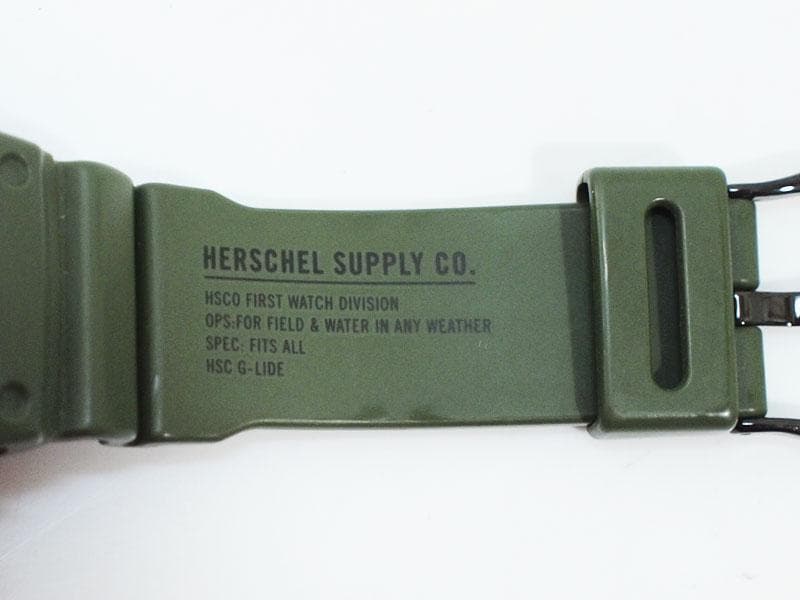 HERSCHEL SUPPLY CO.
HSCO FIRST WATCH DIVISION
OPS:FOR FIELD & WATER IN ANY WEATHER
SPEC: FITS ALL
HSC G-LIDE